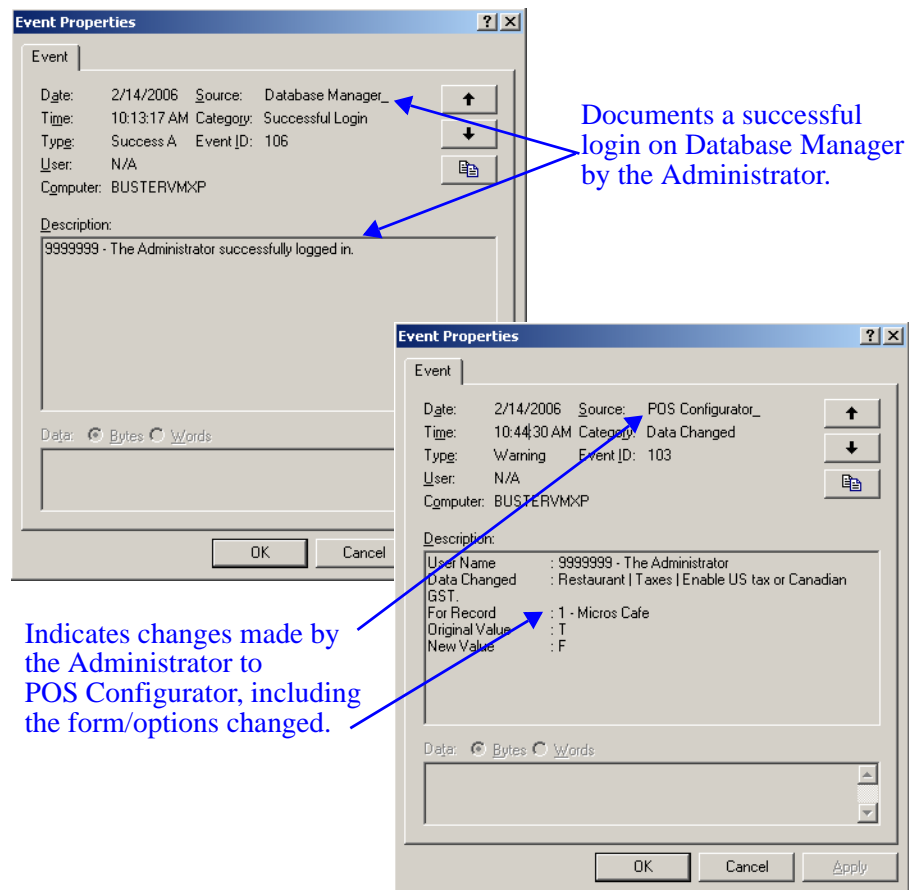 Event Properties
Event
Date: 2/14/2006 Source: Database Manager_
Time: 10:13:17 AM Category: Successful Login
Type: Success A Event ID: 106
User: N/A
Computer: BUSTERVMXP
Description:
9999999 - The Administrator successfully logged in.
Data: Bytes Words
OK Cancel
Documents a successful
login on Database Manager
by the Administrator.
Event Properties
Event
Date: 2/14/2006 Source: POS Configurator_
Time: 10:44:30 AM Category: Data Changed
Type: Warning Event ID: 103
User: N/A
Computer: BUSTERVMXP
Description:
User Name : 9999999 - The Administrator
Data Changed : Restaurant | Taxes | Enable US tax or Canadian
GST.
For Record : 1 - Micros Cafe
Original Value : T
New Value : F
Data: Bytes Words
OK Cancel Apply
Indicates changes made by
the Administrator to
POS Configurator, including
the form/options changed.